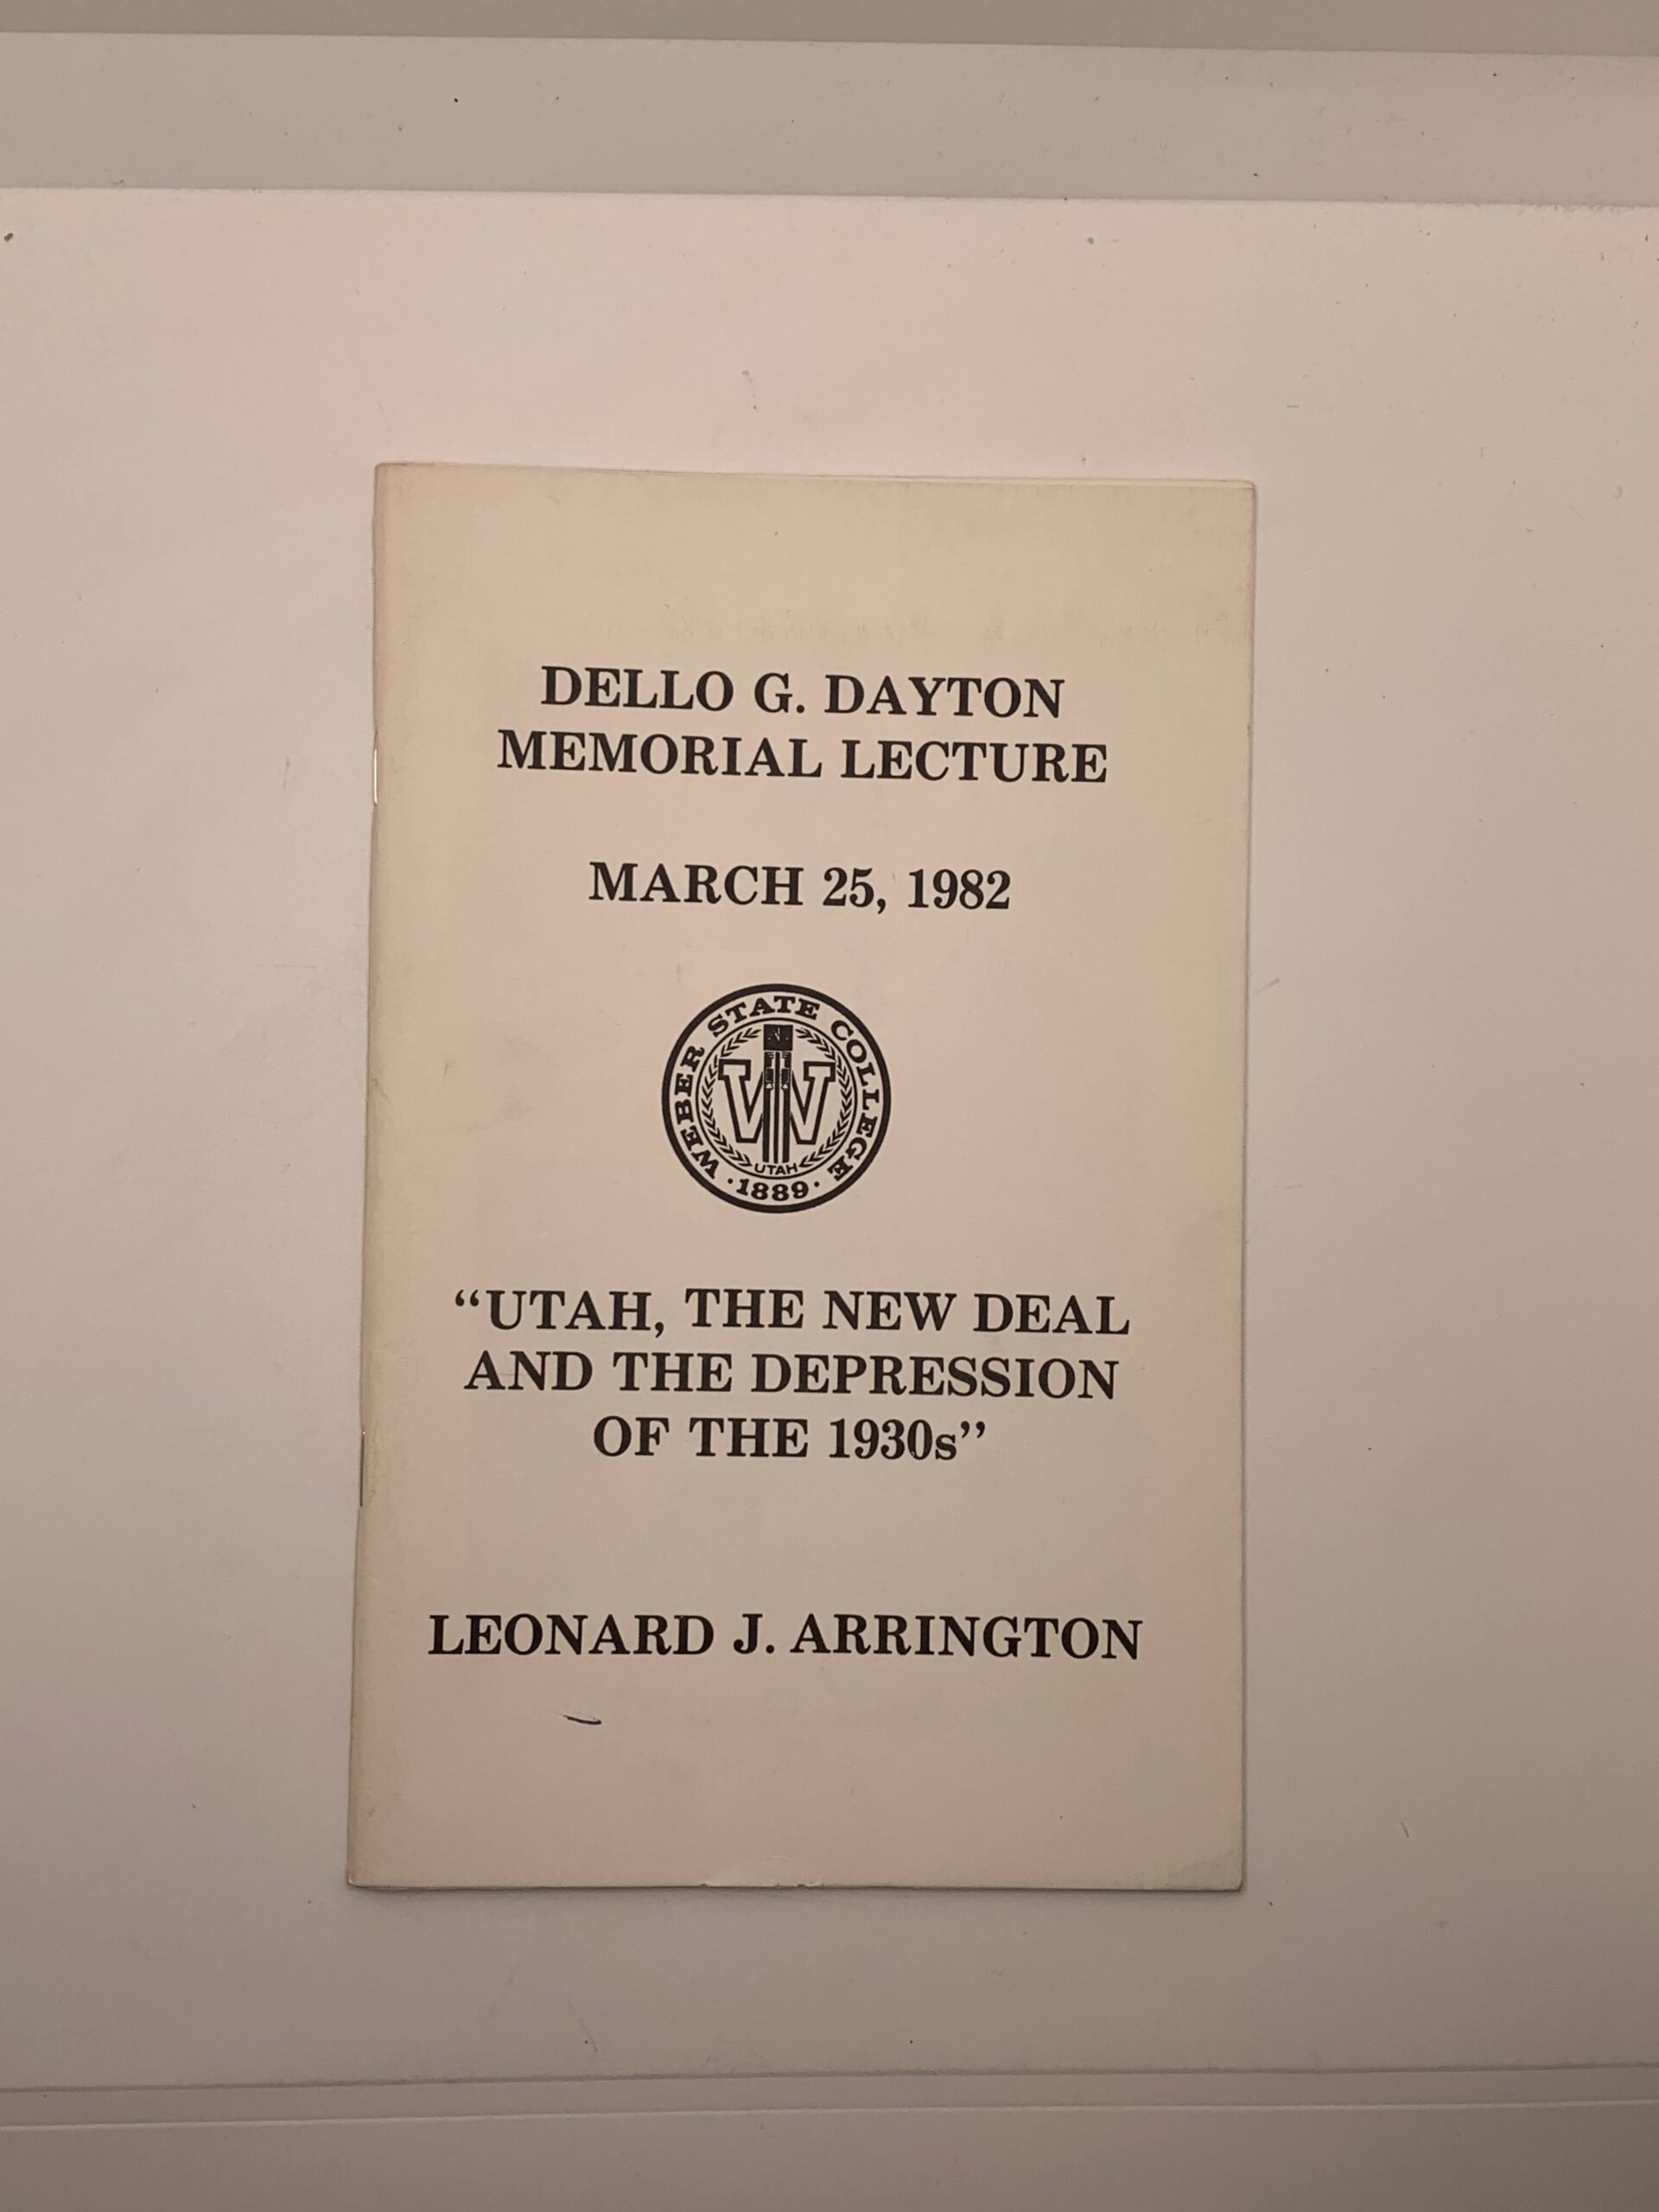 DELLO G. DAYTON
MEMORIAL LECTURE
MARCH 25, 1982
WEBER STATE COLLEGE
UTAH
·1889·
“UTAH, THE NEW DEAL
AND THE DEPRESSION
OF THE 1930s”
LEONARD J. ARRINGTON